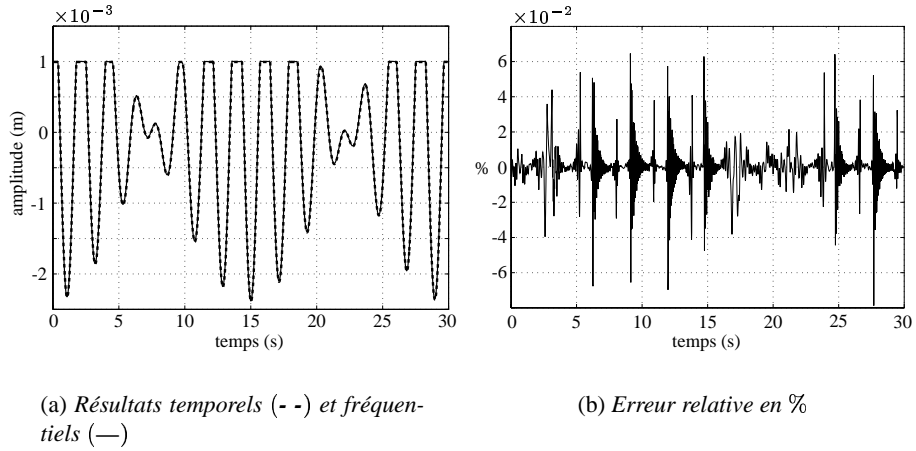 ×10⁻³
1
0
-1
-2
amplitude (m)
0 5 10 15 20 25 30
temps (s)
(a) Résultats temporels (- -) et fréquen-
tiels (—)
×10⁻²
6
4
2
0
-2
-4
-6
%
0 5 10 15 20 25 30
temps (s)
(b) Erreur relative en %